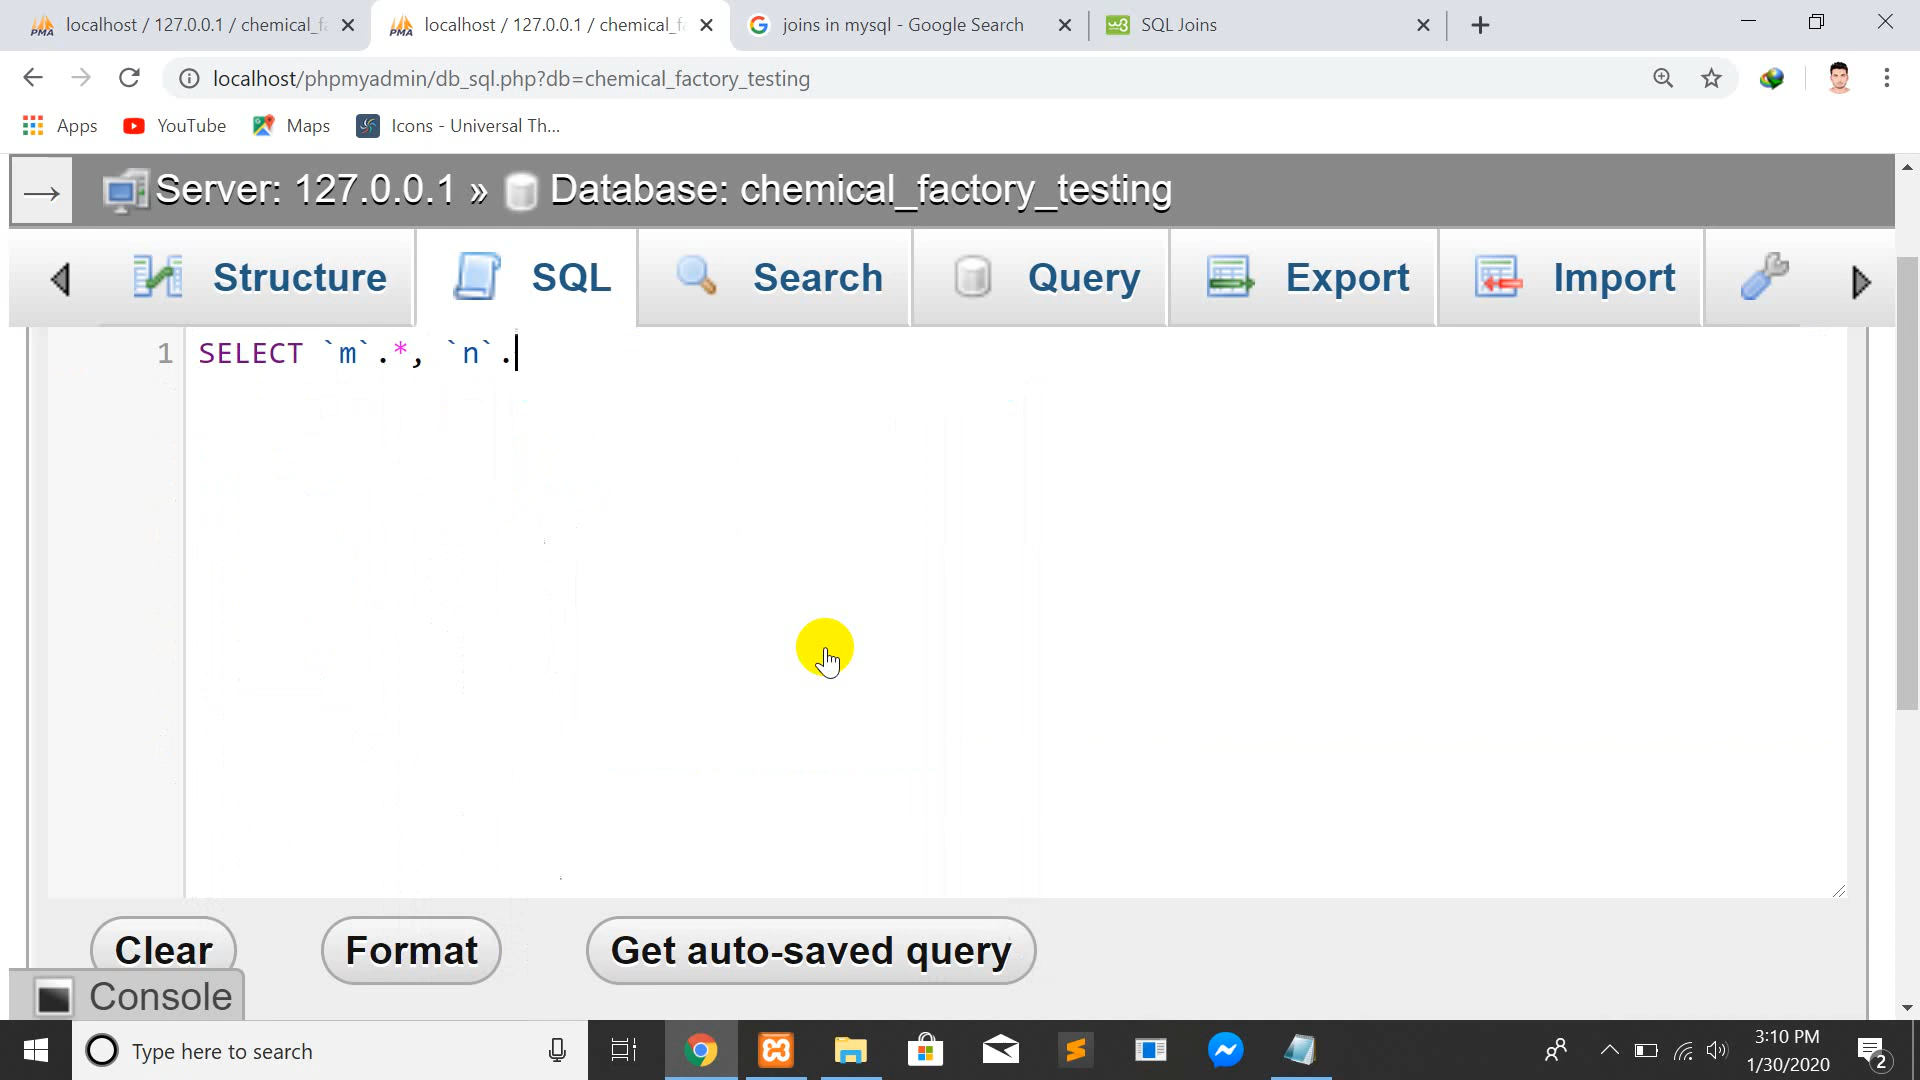 localhost / 127.0.0.1 / chemical_fa
localhost / 127.0.0.1 / chemical_fa
joins in mysql - Google Search
SQL Joins
localhost/phpmyadmin/db_sql.php?db=chemical_factory_testing
Apps
YouTube
Maps
Icons - Universal Th...
Server: 127.0.0.1 » Database: chemical_factory_testing
Structure
SQL
Search
Query
Export
Import
1 SELECT `m`.*, `n`.
Clear
Format
Get auto-saved query
Console
Type here to search
3:10 PM
1/30/2020
2